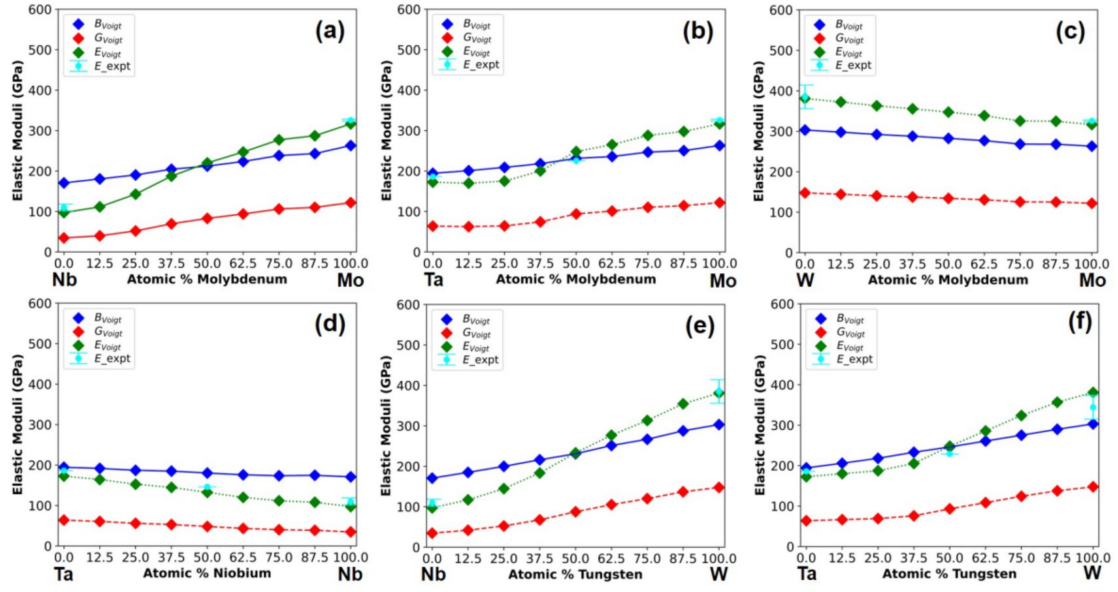 (a)
B_Voigt
G_Voigt
E_Voigt
E_expt
Elastic Moduli (GPa)
600
500
400
300
200
100
0
0.0 12.5 25.0 37.5 50.0 62.5 75.0 87.5 100.0
Nb Atomic % Molybdenum Mo
(b)
B_Voigt
G_Voigt
E_Voigt
E_expt
Elastic Moduli (GPa)
600
500
400
300
200
100
0
0.0 12.5 25.0 37.5 50.0 62.5 75.0 87.5 100.0
Ta Atomic % Molybdenum Mo
(c)
B_Voigt
G_Voigt
E_Voigt
E_expt
Elastic Moduli (GPa)
600
500
400
300
200
100
0
0.0 12.5 25.0 37.5 50.0 62.5 75.0 87.5 100.0
W Atomic % Molybdenum Mo
(d)
B_Voigt
G_Voigt
E_Voigt
E_expt
Elastic Moduli (GPa)
600
500
400
300
200
100
0
0.0 12.5 25.0 37.5 50.0 62.5 75.0 87.5 100.0
Ta Atomic % Niobium Nb
(e)
B_Voigt
G_Voigt
E_Voigt
E_expt
Elastic Moduli (GPa)
600
500
400
300
200
100
0
0.0 12.5 25.0 37.5 50.0 62.5 75.0 87.5 100.0
Nb Atomic % Tungsten W
(f)
B_Voigt
G_Voigt
E_Voigt
E_expt
Elastic Moduli (GPa)
600
500
400
300
200
100
0
0.0 12.5 25.0 37.5 50.0 62.5 75.0 87.5 100.0
Ta Atomic % Tungsten W